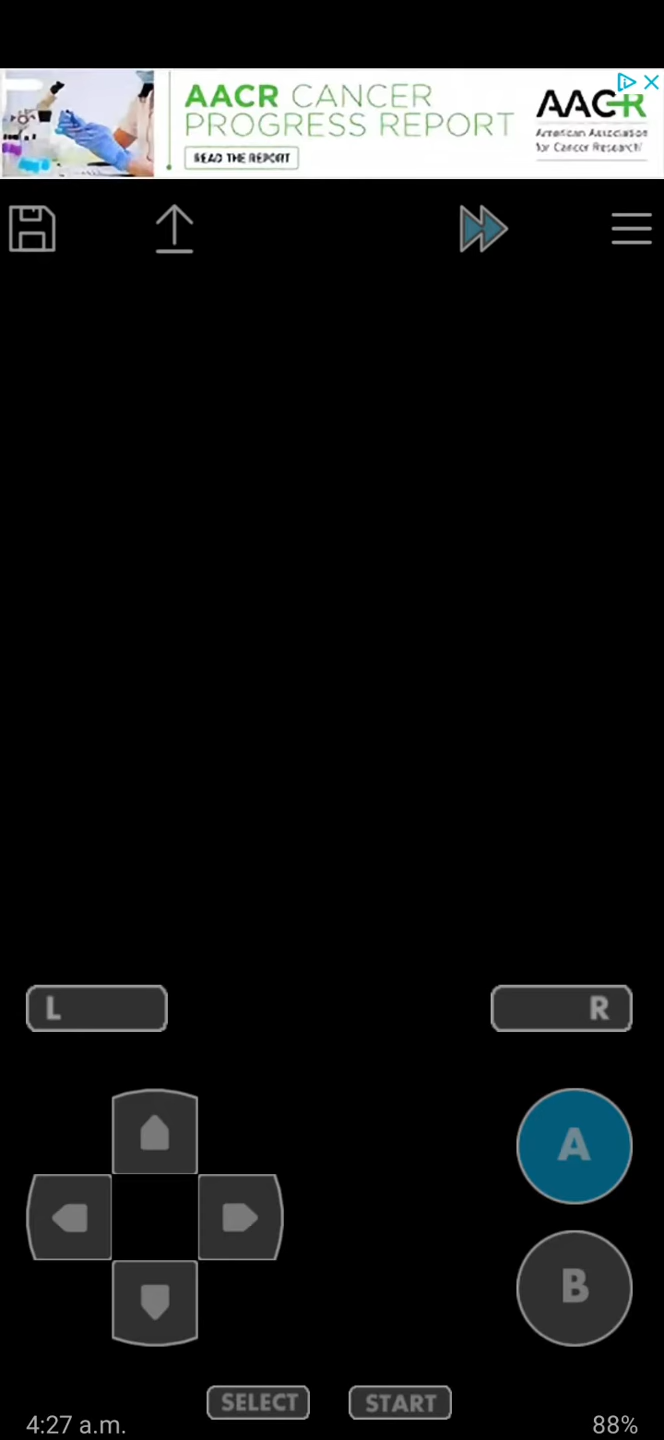 AACR CANCER
PROGRESS REPORT
READ THE REPORT
AACR
American Association
for Cancer Research
L
R
A
B
SELECT
START
4:27 a.m.
88%